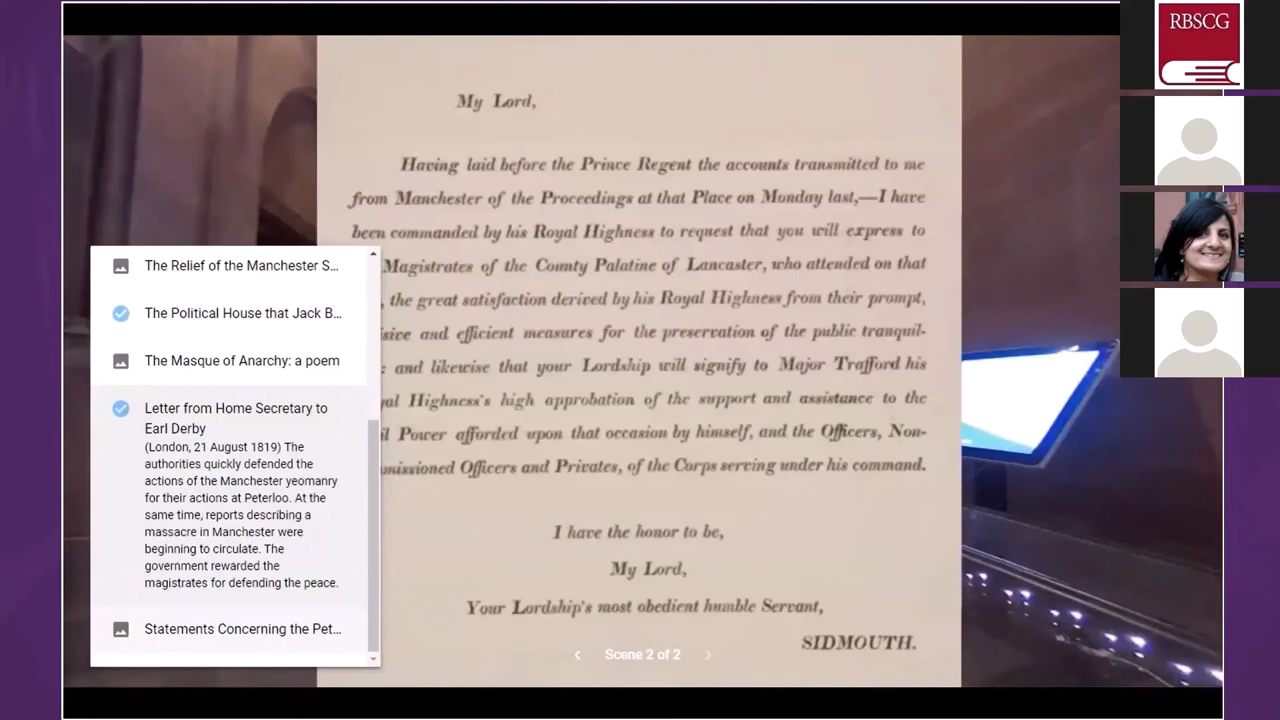 RBSCG
My Lord,
Having laid before the Prince Regent the accounts transmitted to me
from Manchester of the Proceedings at that Place on Monday last,—I have
been commanded by his Royal Highness to request that you will express to
Magistrates of the County Palatine of Lancaster, who attended on that
, the great satisfaction derived by his Royal Highness from their prompt,
and efficient measures for the preservation of the public tranquil-
: and likewise that your Lordship will signify to Major Trafford his
Highness's high approbation of the support and assistance to the
Power afforded upon that occasion by himself, and the Officers, Non-
Officers and Privates, of the Corps serving under his command.
I have the honor to be,
My Lord,
Your Lordship's most obedient humble Servant,
SIDMOUTH.
The Relief of the Manchester S...
The Political House that Jack B...
The Masque of Anarchy: a poem
Letter from Home Secretary to
Earl Derby
(London, 21 August 1819) The
authorities quickly defended the
actions of the Manchester yeomanry
for their actions at Peterloo. At the
same time, reports describing a
massacre in Manchester were
beginning to circulate. The
government rewarded the
magistrates for defending the peace.
Statements Concerning the Pet...
Scene 2 of 2